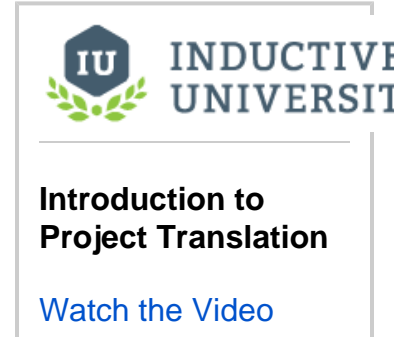 IU
INDUCTIVE
UNIVERSIT
Introduction to
Project Translation
Watch the Video